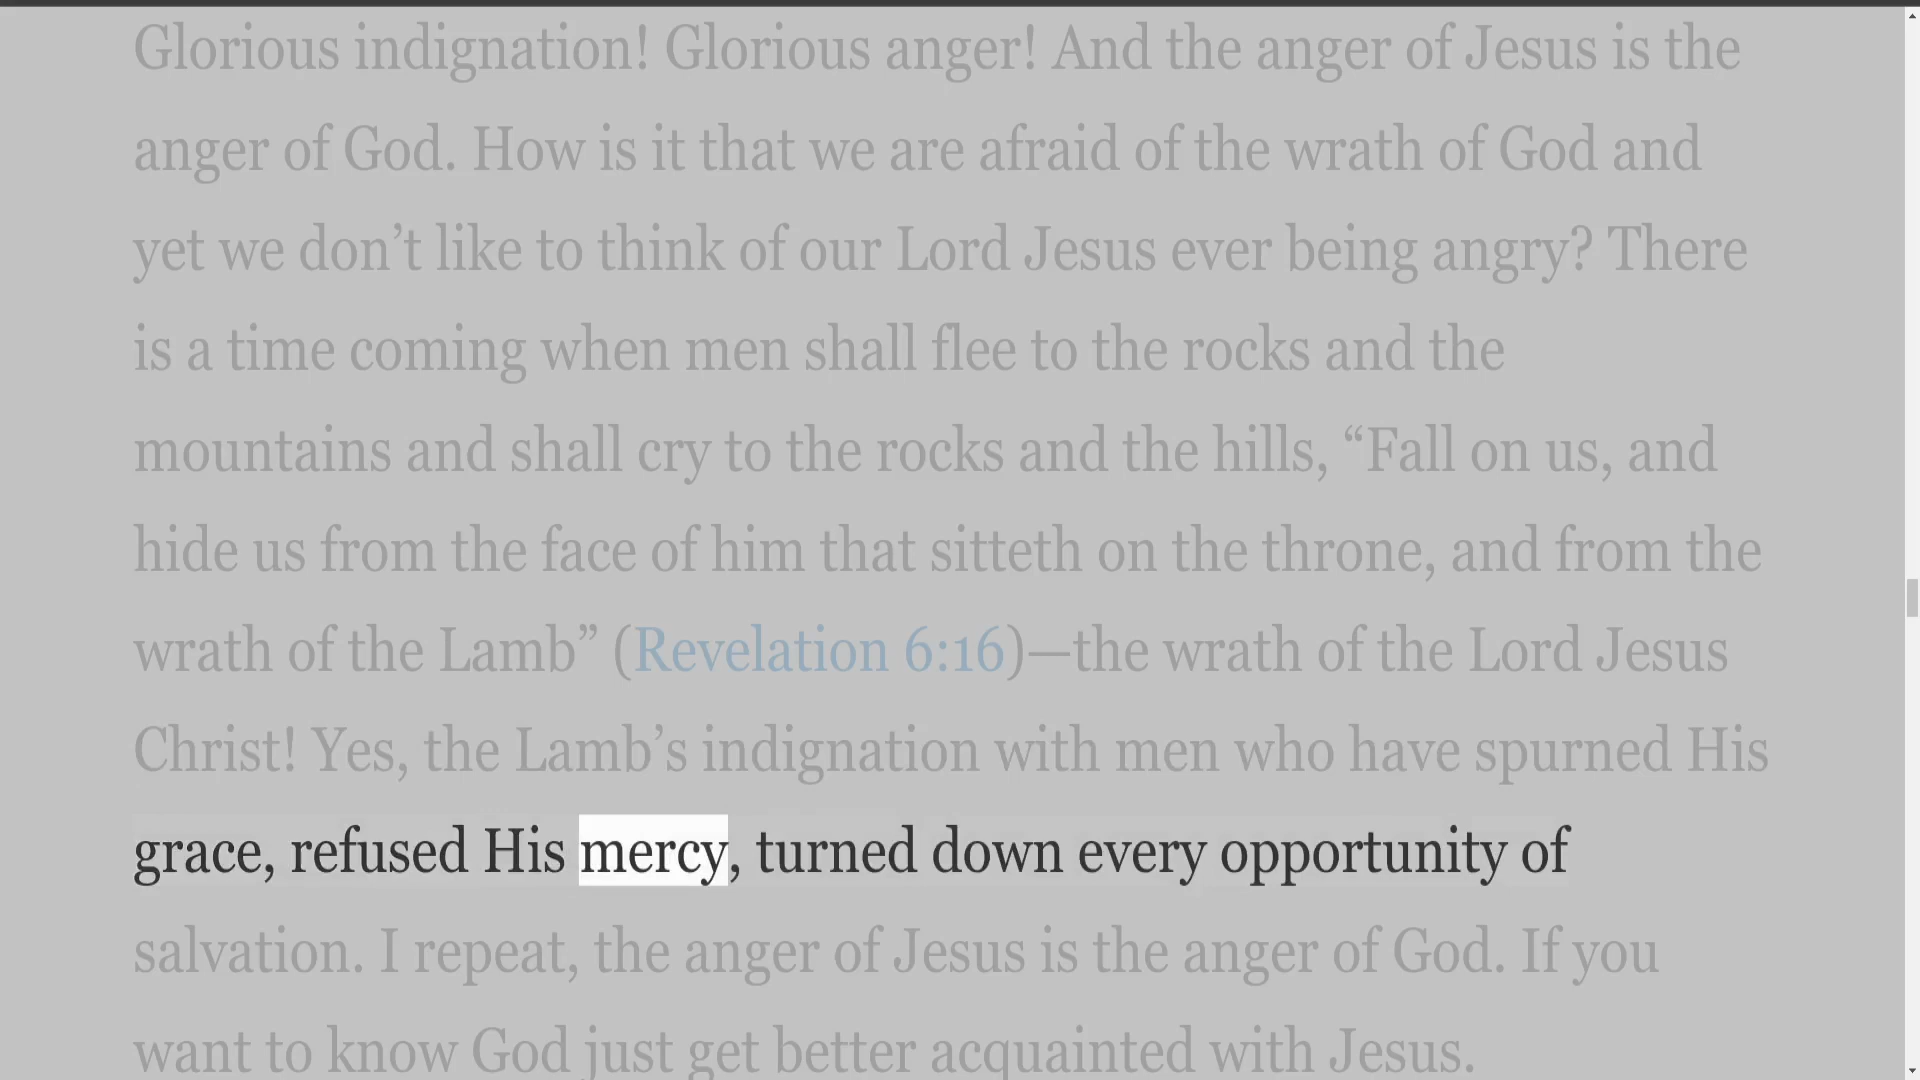 Glorious indignation! Glorious anger! And the anger of Jesus is the
anger of God. How is it that we are afraid of the wrath of God and
yet we don’t like to think of our Lord Jesus ever being angry? There
is a time coming when men shall flee to the rocks and the
mountains and shall cry to the rocks and the hills, “Fall on us, and
hide us from the face of him that sitteth on the throne, and from the
wrath of the Lamb” (Revelation 6:16)—the wrath of the Lord Jesus
Christ! Yes, the Lamb’s indignation with men who have spurned His
grace, refused His mercy, turned down every opportunity of
salvation. I repeat, the anger of Jesus is the anger of God. If you
want to know God just get better acquainted with Jesus.